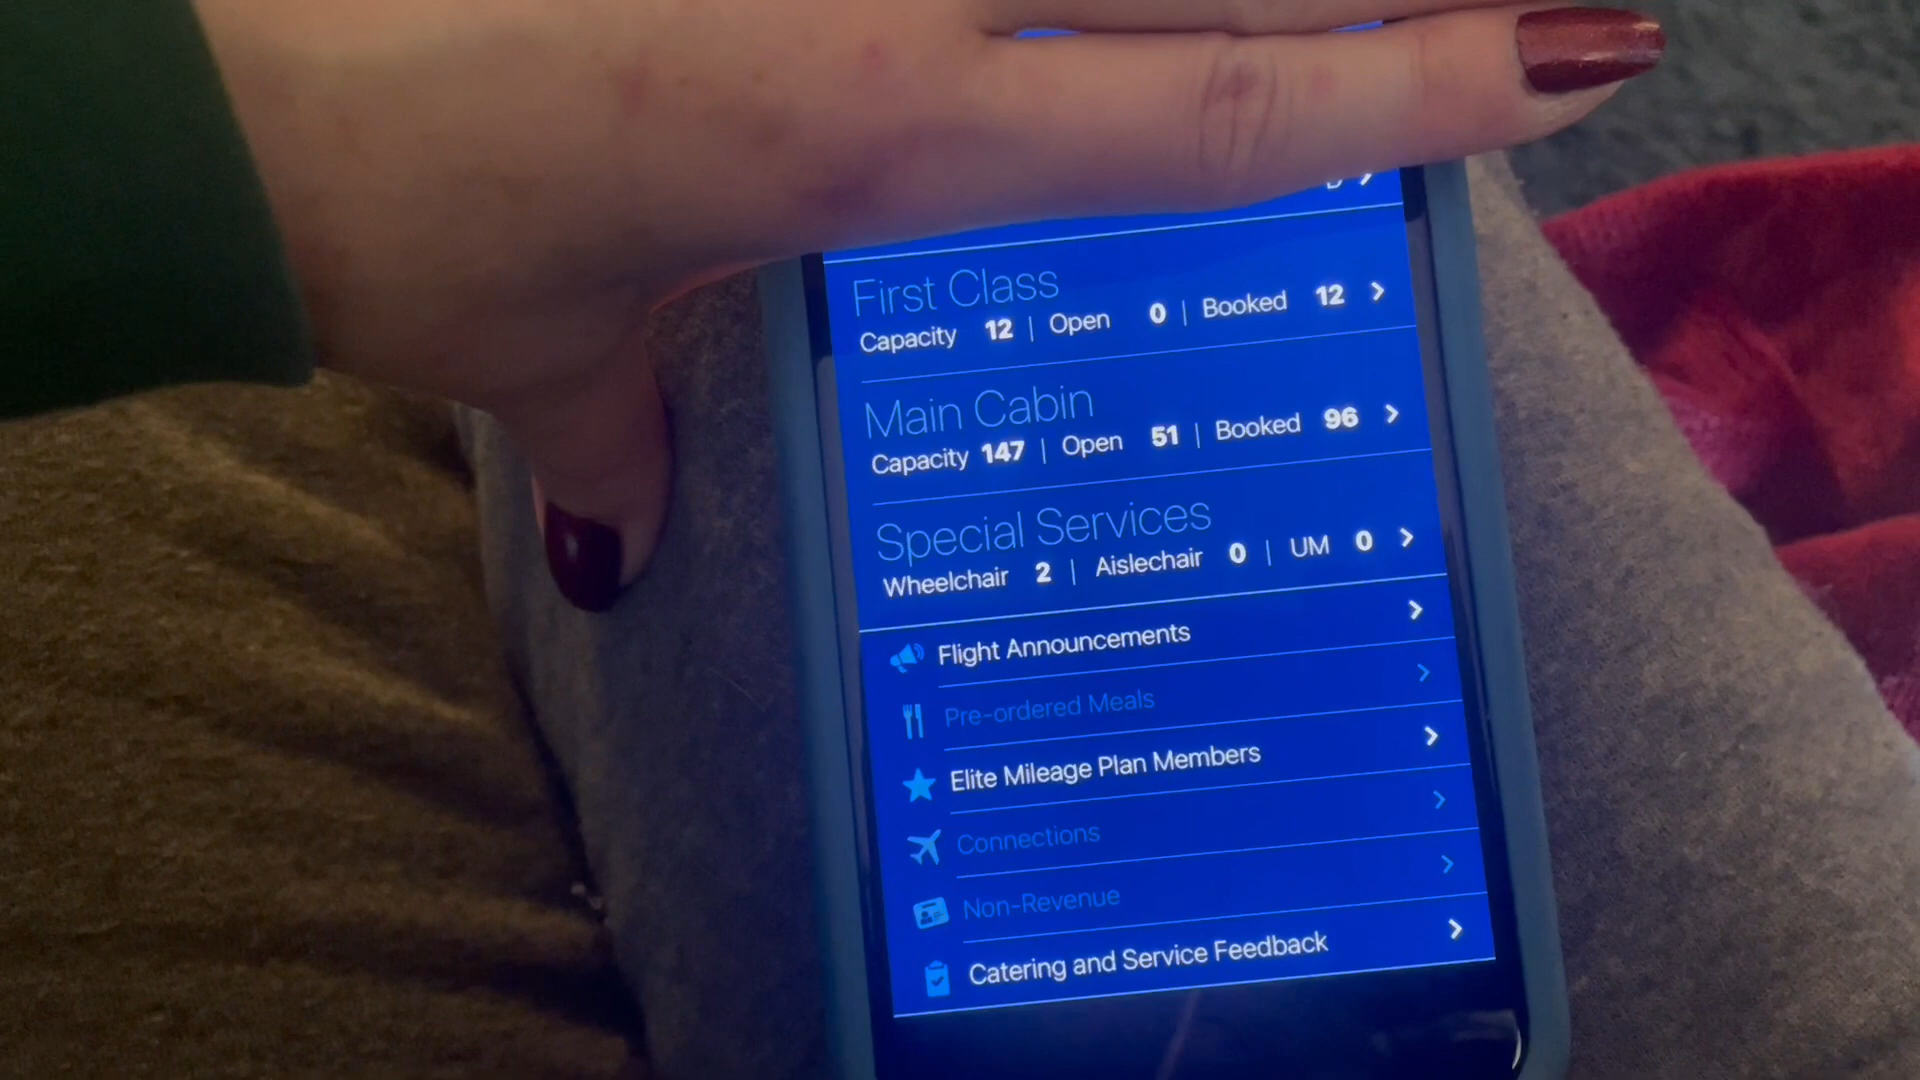 First Class
Capacity 12 | Open 0 | Booked 12
Main Cabin
Capacity 147 | Open 51 | Booked 96
Special Services
Wheelchair 2 | Aislechair 0 | UM 0
Flight Announcements
Pre-ordered Meals
Elite Mileage Plan Members
Connections
Non-Revenue
Catering and Service Feedback